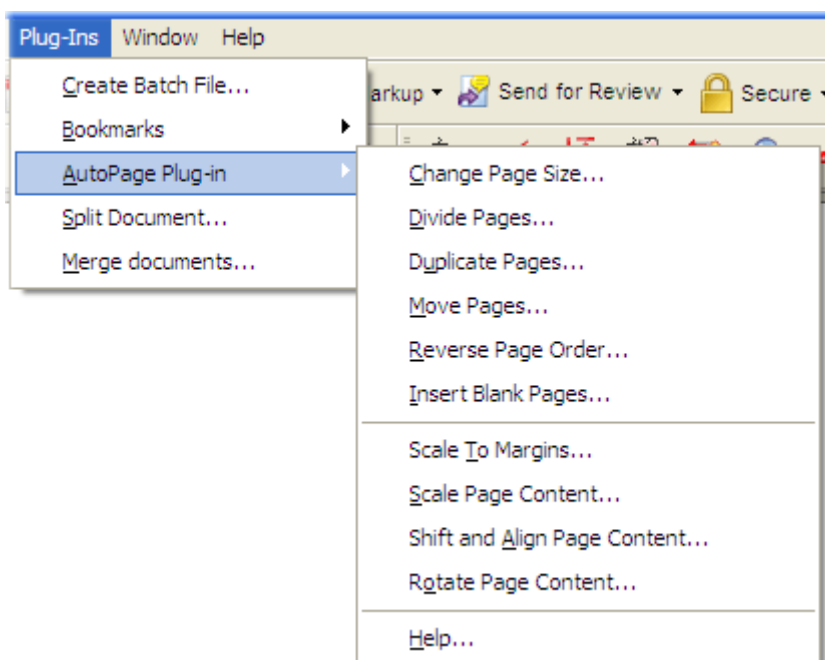 Plug-Ins Window Help
Create Batch File...
arkup Send for Review Secure
Bookmarks
AutoPage Plug-in
Split Document...
Merge documents...
Change Page Size...
Divide Pages...
Duplicate Pages...
Move Pages...
Reverse Page Order...
Insert Blank Pages...
Scale To Margins...
Scale Page Content...
Shift and Align Page Content...
Rotate Page Content...
Help...